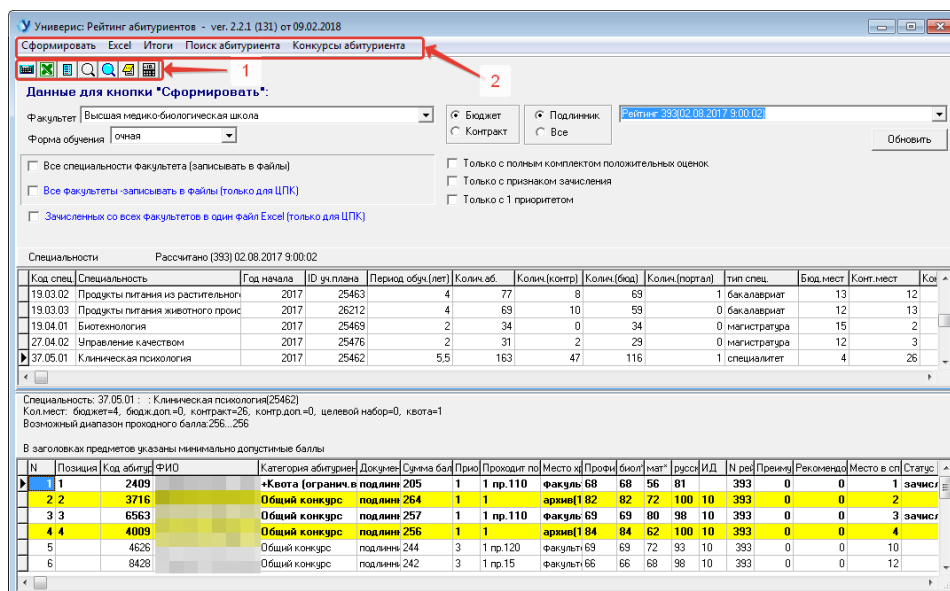 Универис: Рейтинг абитуриентов - ver. 2.2.1 (131) от 09.02.2018
Сформировать Excel Итоги Поиск абитуриента Конкурсы абитуриента
1
2
Данные для кнопки "Сформировать":
Факультет Высшая медико-биологическая школа
Бюджет Подлинник Рейтинг 393(02.08.2017 9:00:02)
Форма обучения очная
Контракт Все
Обновить
Все специальности факультета (записывать в файлы)
Только с полным комплектом положительных оценок
Все факультеты -записывать в файлы (только для ЦПК)
Только с признаком зачисления
Только с 1 приоритетом
Зачисленных со всех факультетов в один файл Excel (только для ЦПК)
Специальности Рассчитано (393) 02.08.2017 9:00:02
Код спец. Специальность Год начала ID уч.плана Период обуч.(лет) Колич.аб. Колич.(контр) Колич.(бюд) Колич.(портал) тип спец. Бюд.мест Конт.мест
19.03.02 Продукты питания из растительног 2017 25463 4 77 8 69 1 бакалавриат 13 12
19.03.03 Продукты питания животного проис 2017 26212 4 69 10 59 0 бакалавриат 12 13
19.04.01 Биотехнология 2017 25469 2 34 0 34 0 магистратура 15 2
27.04.02 Управление качеством 2017 25476 2 31 2 29 0 магистратура 12 3
37.05.01 Клиническая психология 2017 25462 5,5 163 47 116 1 специалитет 4 26
Специальность: 37.05.01 : : Клиническая психология(25462)
Кол.мест: бюджет=4, бюдж.доп.=0, контракт=26, контр.доп.=0, целевой набор=0, квота=1
Возможный диапазон проходного балла:256...256
В заголовках предметов указаны минимально допустимые баллы
N Позиция Код абитур ФИО Категория абитуриен Докумен Сумма бал Прио Проходит по Место хр Профи биол* мат* русск ИД N рей Преиму Рекомендо Место в сп Статус
1 1 2409 +Квота (огранич.в подлинн 205 1 1 пр.110 факуль 68 68 56 81 393 0 0 1 зачисл
2 2 3716 Общий конкурс подлинн 264 1 1 архив(1 82 82 72 100 10 393 0 0 2
3 3 6563 Общий конкурс подлинн 257 1 1 пр.110 факуль 69 69 80 98 10 393 0 0 3 зачисл
4 4 4009 Общий конкурс подлинн 256 1 1 архив(1 84 84 62 100 10 393 0 0 4
5 4626 Общий конкурс подлинни 244 3 1 пр.120 факульт 69 69 72 93 10 393 0 0 10
6 8428 Общий конкурс подлинни 242 3 1 пр.15 факульт 66 66 68 98 10 393 0 0 12